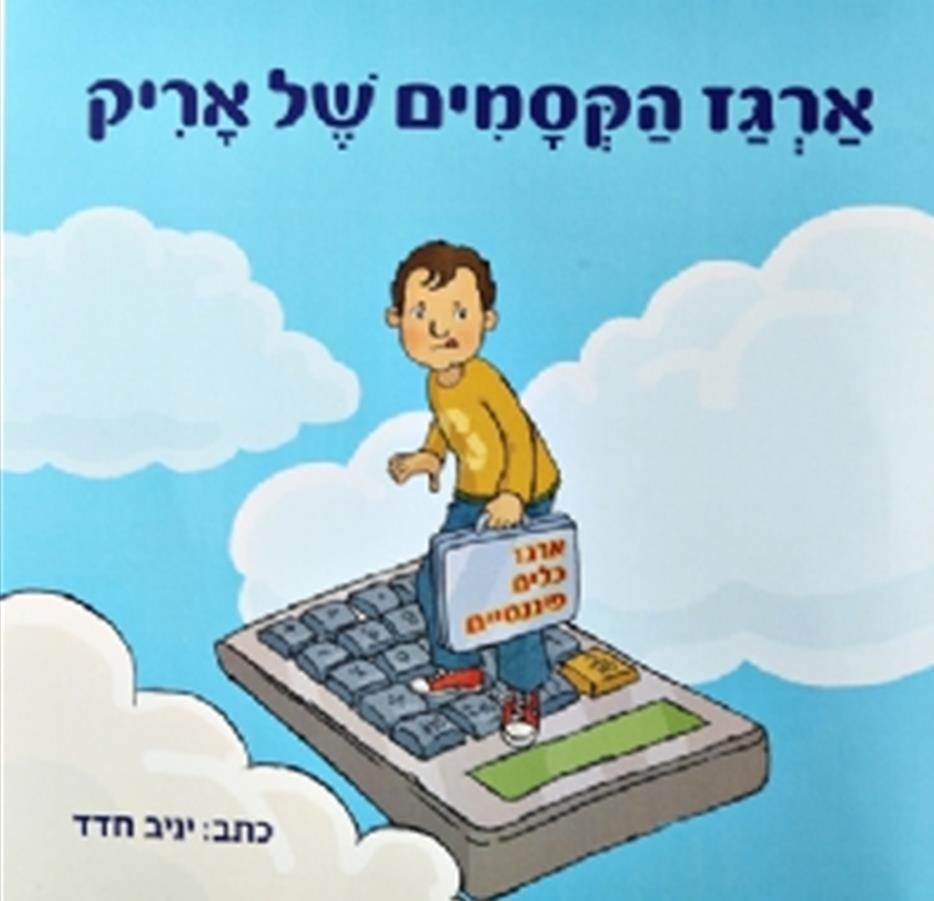 אַרְגַּז הַקְּסָמִים שֶׁל אָרִיק
ארגז
כלים
פיננסיים
כתב: יניב חדד